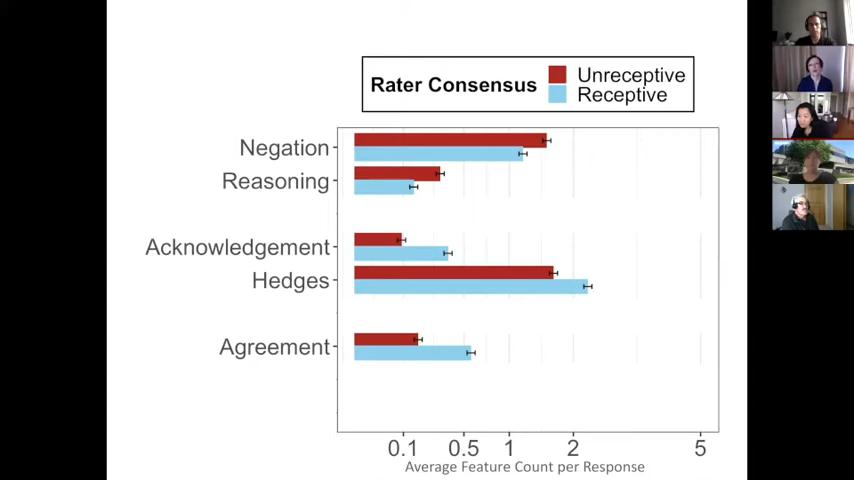 Rater Consensus
Unreceptive
Receptive
Negation
Reasoning
Acknowledgement
Hedges
Agreement
0.1 0.5 1 2 5
Average Feature Count per Response